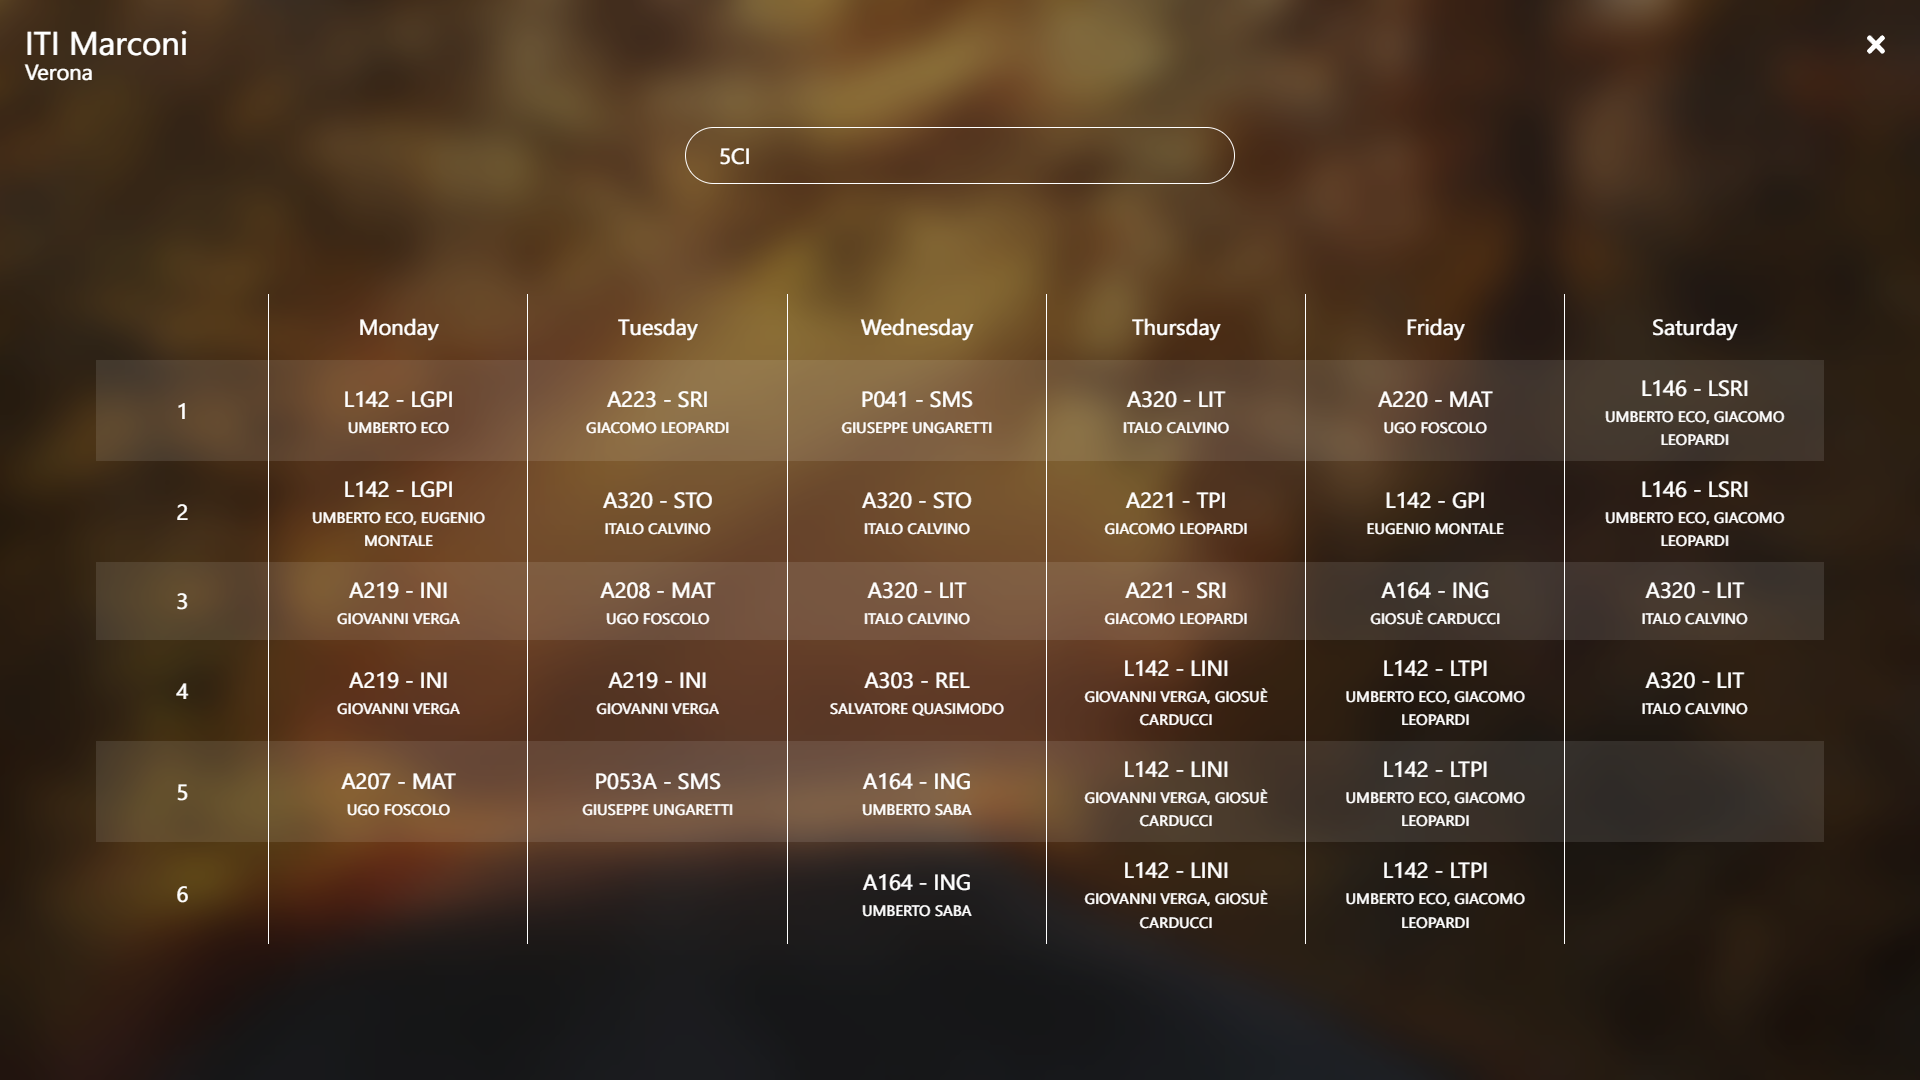 ITI Marconi
Verona
5CI
Monday Tuesday Wednesday Thursday Friday Saturday
1
L142 - LGPI
UMBERTO ECO
A223 - SRI
GIACOMO LEOPARDI
P041 - SMS
GIUSEPPE UNGARETTI
A320 - LIT
ITALO CALVINO
A220 - MAT
UGO FOSCOLO
L146 - LSRI
UMBERTO ECO, GIACOMO
LEOPARDI
2
L142 - LGPI
UMBERTO ECO, EUGENIO
MONTALE
A320 - STO
ITALO CALVINO
A320 - STO
ITALO CALVINO
A221 - TPI
GIACOMO LEOPARDI
L142 - GPI
EUGENIO MONTALE
L146 - LSRI
UMBERTO ECO, GIACOMO
LEOPARDI
3
A219 - INI
GIOVANNI VERGA
A208 - MAT
UGO FOSCOLO
A320 - LIT
ITALO CALVINO
A221 - SRI
GIACOMO LEOPARDI
A164 - ING
GIOSUÈ CARDUCCI
A320 - LIT
ITALO CALVINO
4
A219 - INI
GIOVANNI VERGA
A219 - INI
GIOVANNI VERGA
A303 - REL
SALVATORE QUASIMODO
L142 - LINI
GIOVANNI VERGA, GIOSUÈ
CARDUCCI
L142 - LTPI
UMBERTO ECO, GIACOMO
LEOPARDI
A320 - LIT
ITALO CALVINO
5
A207 - MAT
UGO FOSCOLO
P053A - SMS
GIUSEPPE UNGARETTI
A164 - ING
UMBERTO SABA
L142 - LINI
GIOVANNI VERGA, GIOSUÈ
CARDUCCI
L142 - LTPI
UMBERTO ECO, GIACOMO
LEOPARDI
6
A164 - ING
UMBERTO SABA
L142 - LINI
GIOVANNI VERGA, GIOSUÈ
CARDUCCI
L142 - LTPI
UMBERTO ECO, GIACOMO
LEOPARDI